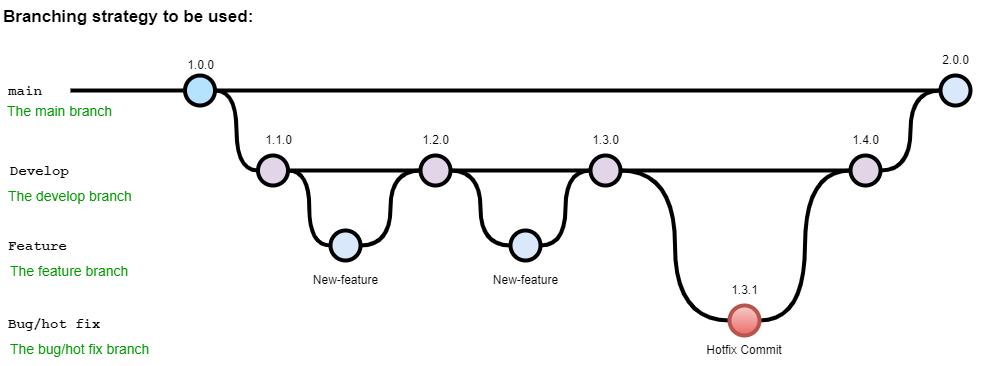 Branching strategy to be used:
1.0.0
2.0.0
main
The main branch
1.1.0
1.2.0
1.3.0
1.4.0
Develop
The develop branch
Feature
The feature branch
New-feature
New-feature
1.3.1
Bug/hot fix
The bug/hot fix branch
Hotfix Commit